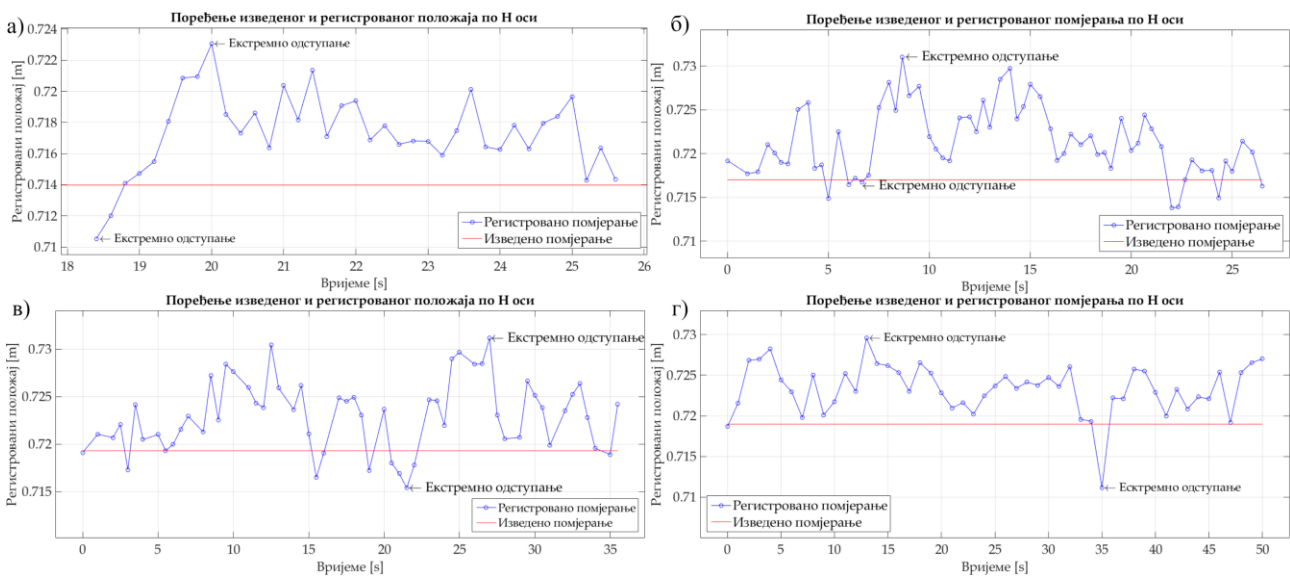 а)
Поређење изведеног и регистрованог положаја по H оси
Регистровани положај [m]
0.724
0.722
0.72
0.718
0.716
0.714
0.712
0.71
Екстремно одступање
Екстремно одступање
Регистровано помјерање
Изведено помјерање
18 19 20 21 22 23 24 25 26
Вријеме [s]
б)
Поређење изведеног и регистрованог помјерања по H оси
Регистровани положај [m]
0.73
0.725
0.72
0.715
0.71
Екстремно одступање
Екстремно одступање
Регистровано помјерање
Изведено помјерање
0 5 10 15 20 25
Вријеме [s]
в)
Поређење изведеног и регистрованог положаја по H оси
Регистровани положај [m]
0.73
0.725
0.72
0.715
Екстремно одступање
Екстремно одступање
Регистровано помјерање
Изведено помјерање
0 5 10 15 20 25 30 35
Вријеме [s]
г)
Поређење изведеног и регистрованог помјерања по H оси
Регистровани положај [m]
0.73
0.725
0.72
0.715
0.71
Екстремно одступање
Есктремно одступање
Регистровано помјерање
Изведено помјерање
0 5 10 15 20 25 30 35 40 45 50
Вријеме [s]